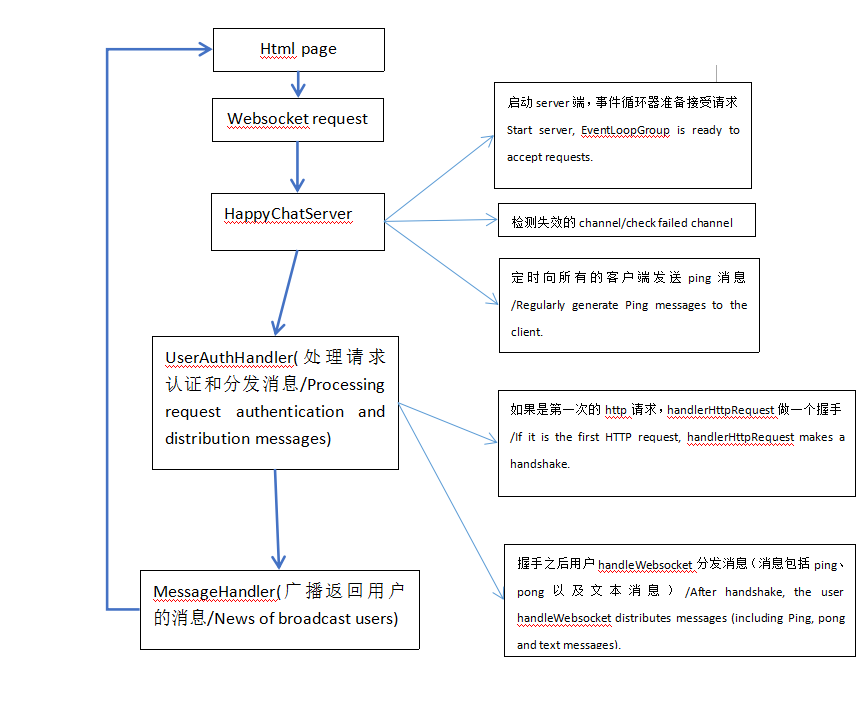 Html page
Websocket request
HappyChatServer
启动 server 端，事件循环器准备接受请求
Start server, EventLoopGroup is ready to
accept requests.
检测失效的 channel/check failed channel
定时向所有的客户端发送 ping 消息
/Regularly generate Ping messages to the
client.
UserAuthHandler(处理请求
认证和分发消息/Processing
request authentication and
distribution messages)
如果是第一次的 http 请求，handlerHttpRequest 做一个握手
/If it is the first HTTP request, handlerHttpRequest makes a
handshake.
握手之后用户 handleWebsocket 分发消息（消息包括 ping、
pong 以及文本消息）/After handshake, the user
handleWebsocket distributes messages (including Ping, pong
and text messages).
MessageHandler(广播返回用户
的消息/News of broadcast users)